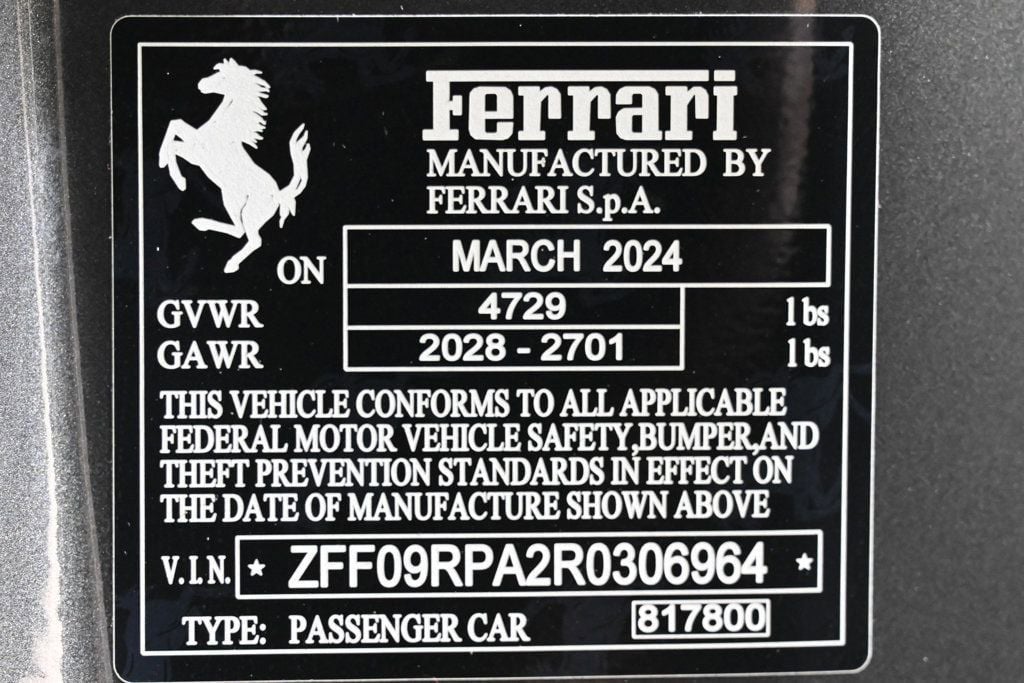 Ferrari
MANUFACTURED BY
FERRARI S.p.A.
ON MARCH 2024
GVWR 4729 lbs
GAWR 2028 - 2701 lbs
THIS VEHICLE CONFORMS TO ALL APPLICABLE
FEDERAL MOTOR VEHICLE SAFETY,BUMPER,AND
THEFT PREVENTION STANDARDS IN EFFECT ON
THE DATE OF MANUFACTURE SHOWN ABOVE
V.I.N. * ZFF09RPA2R0306964 *
TYPE: PASSENGER CAR 817800